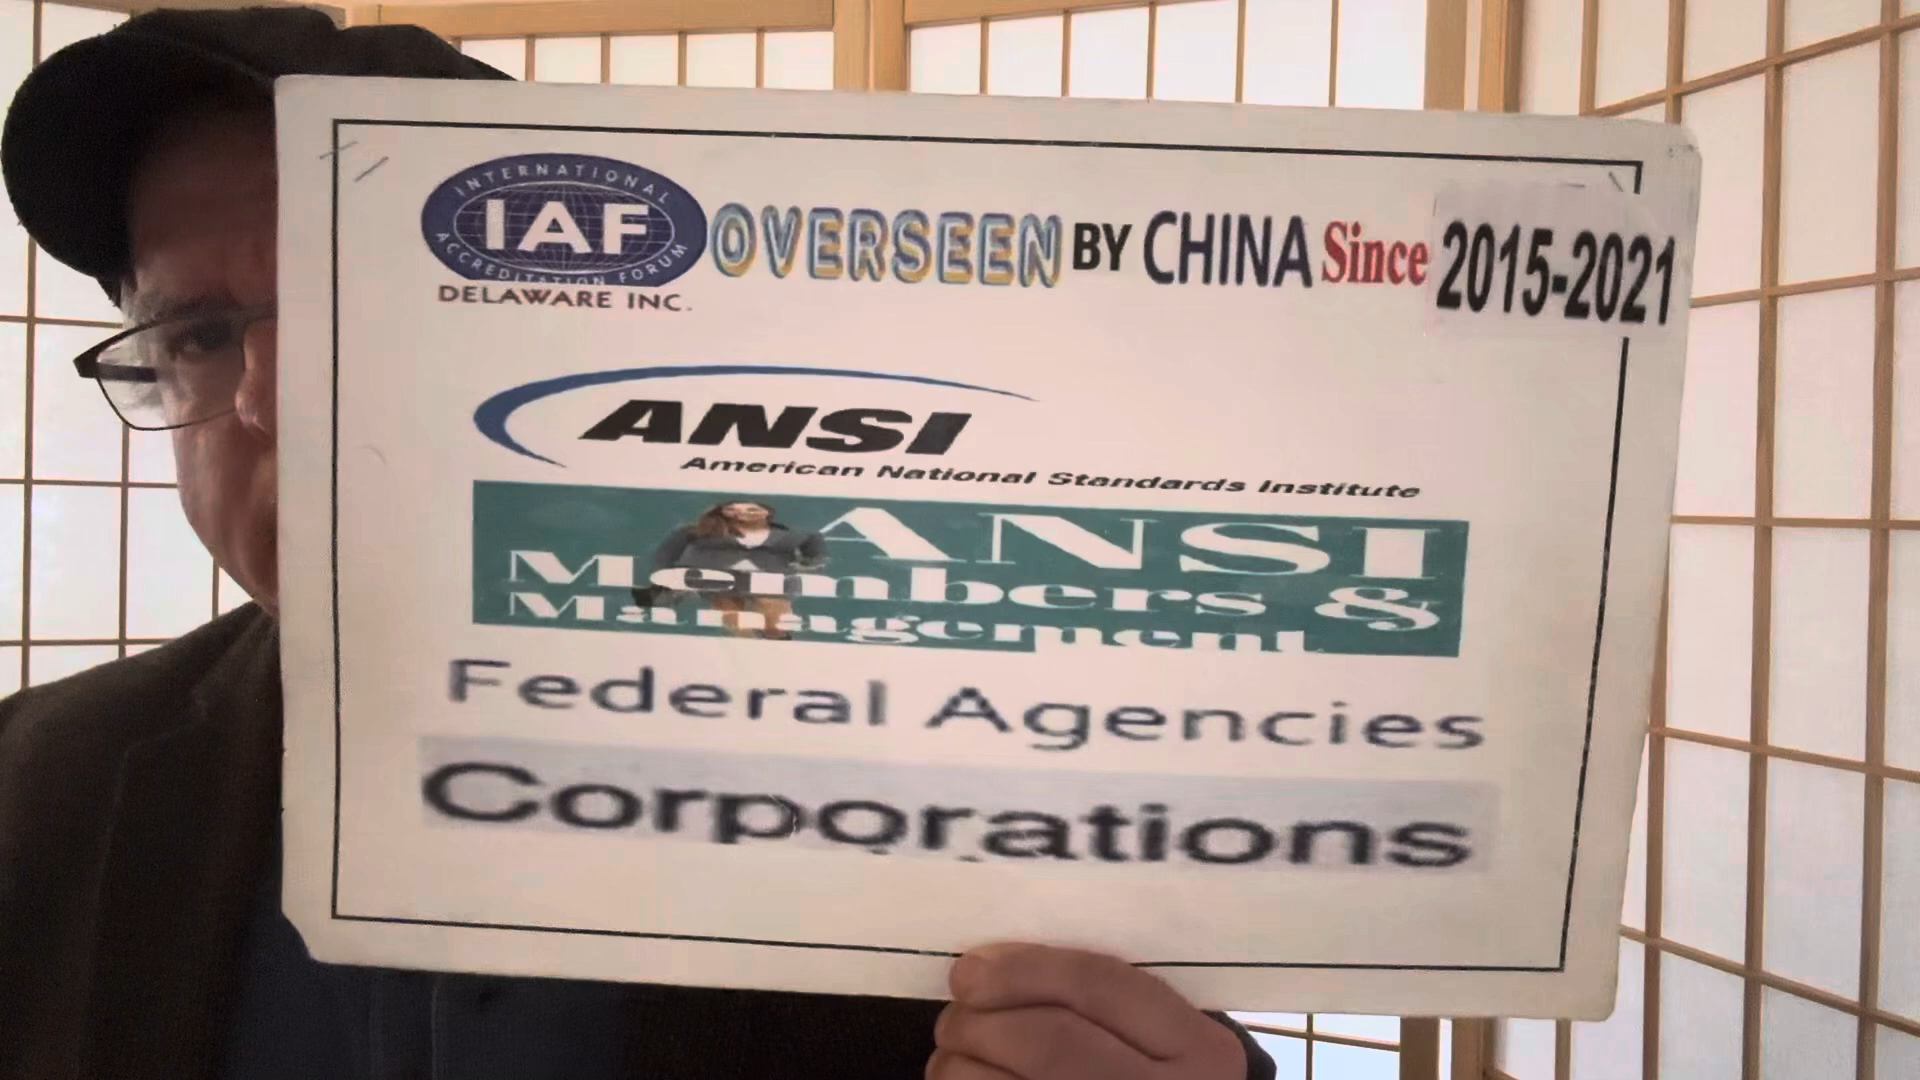 INTERNATIONAL
IAF
ACCREDITATION FORUM
DELAWARE INC.
OVERSEEN BY CHINA Since 2015-2021
ANSI
American National Standards Institute
ANSI
Members &
Management
Federal Agencies
Corporations